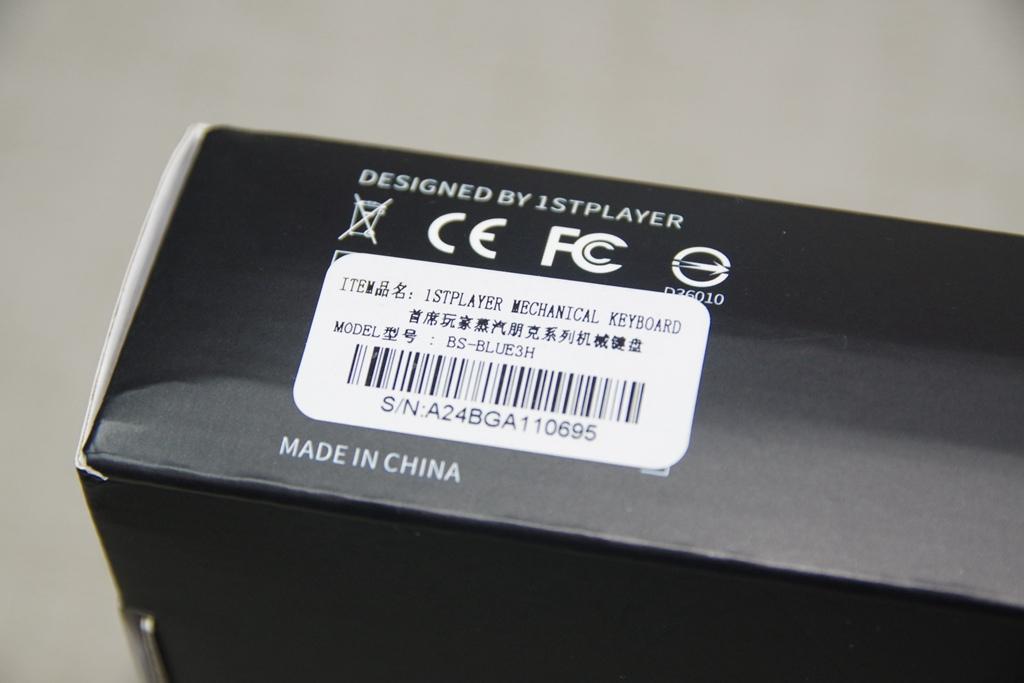 DESIGNED BY 1STPLAYER
CE FC
D36010
ITEM品名: 1STPLAYER MECHANICAL KEYBOARD
首席玩家蒸汽朋克系列机械键盘
MODEL型号 : BS-BLUE3H
S/N:A24BGA110695
MADE IN CHINA